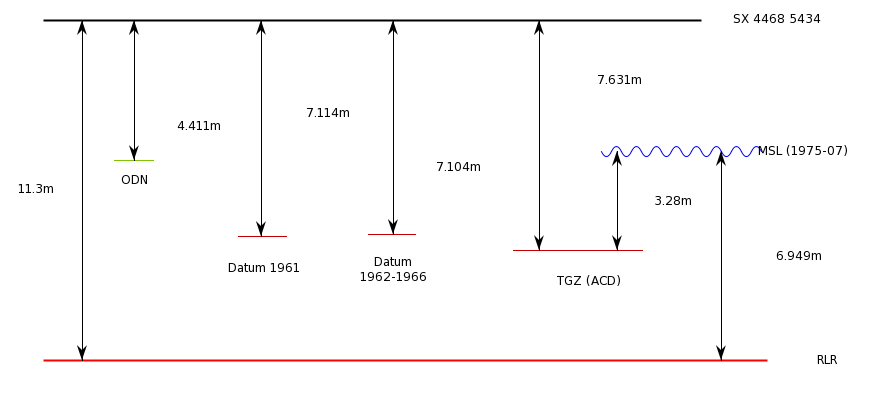 SX 4468 5434
7.631m
7.114m
4.411m
MSL (1975-07)
7.104m
ODN
11.3m
3.28m
6.949m
Datum 1961
Datum
1962-1966
TGZ (ACD)
RLR